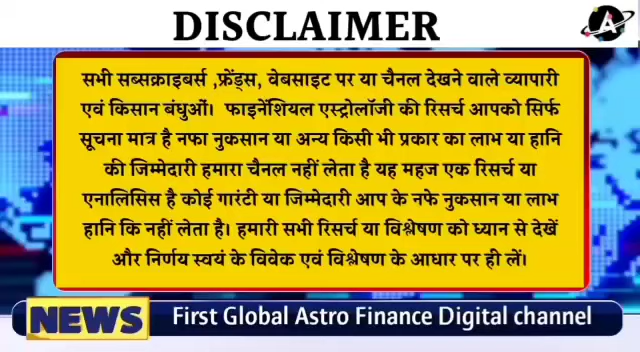 DISCLAIMER
A
सभी सब्सक्राइबर्स ,फ्रेंड्स, वेबसाइट पर या चैनल देखने वाले व्यापारी
एवं किसान बंधुओं।  फाइनेंशियल एस्ट्रोलॉजी की रिसर्च आपको सिर्फ
सूचना मात्र है नफा नुकसान या अन्य किसी भी प्रकार का लाभ या हानि
की जिम्मेदारी हमारा चैनल नहीं लेता है यह महज एक रिसर्च या
एनालिसिस है कोई गारंटी या जिम्मेदारी आप के नफे नुकसान या लाभ
हानि कि नहीं लेता है। हमारी सभी रिसर्च या विश्लेषण को ध्यान से देखें
और निर्णय स्वयं के विवेक एवं विश्लेषण के आधार पर ही लें।
NEWS
First Global Astro Finance Digital channel